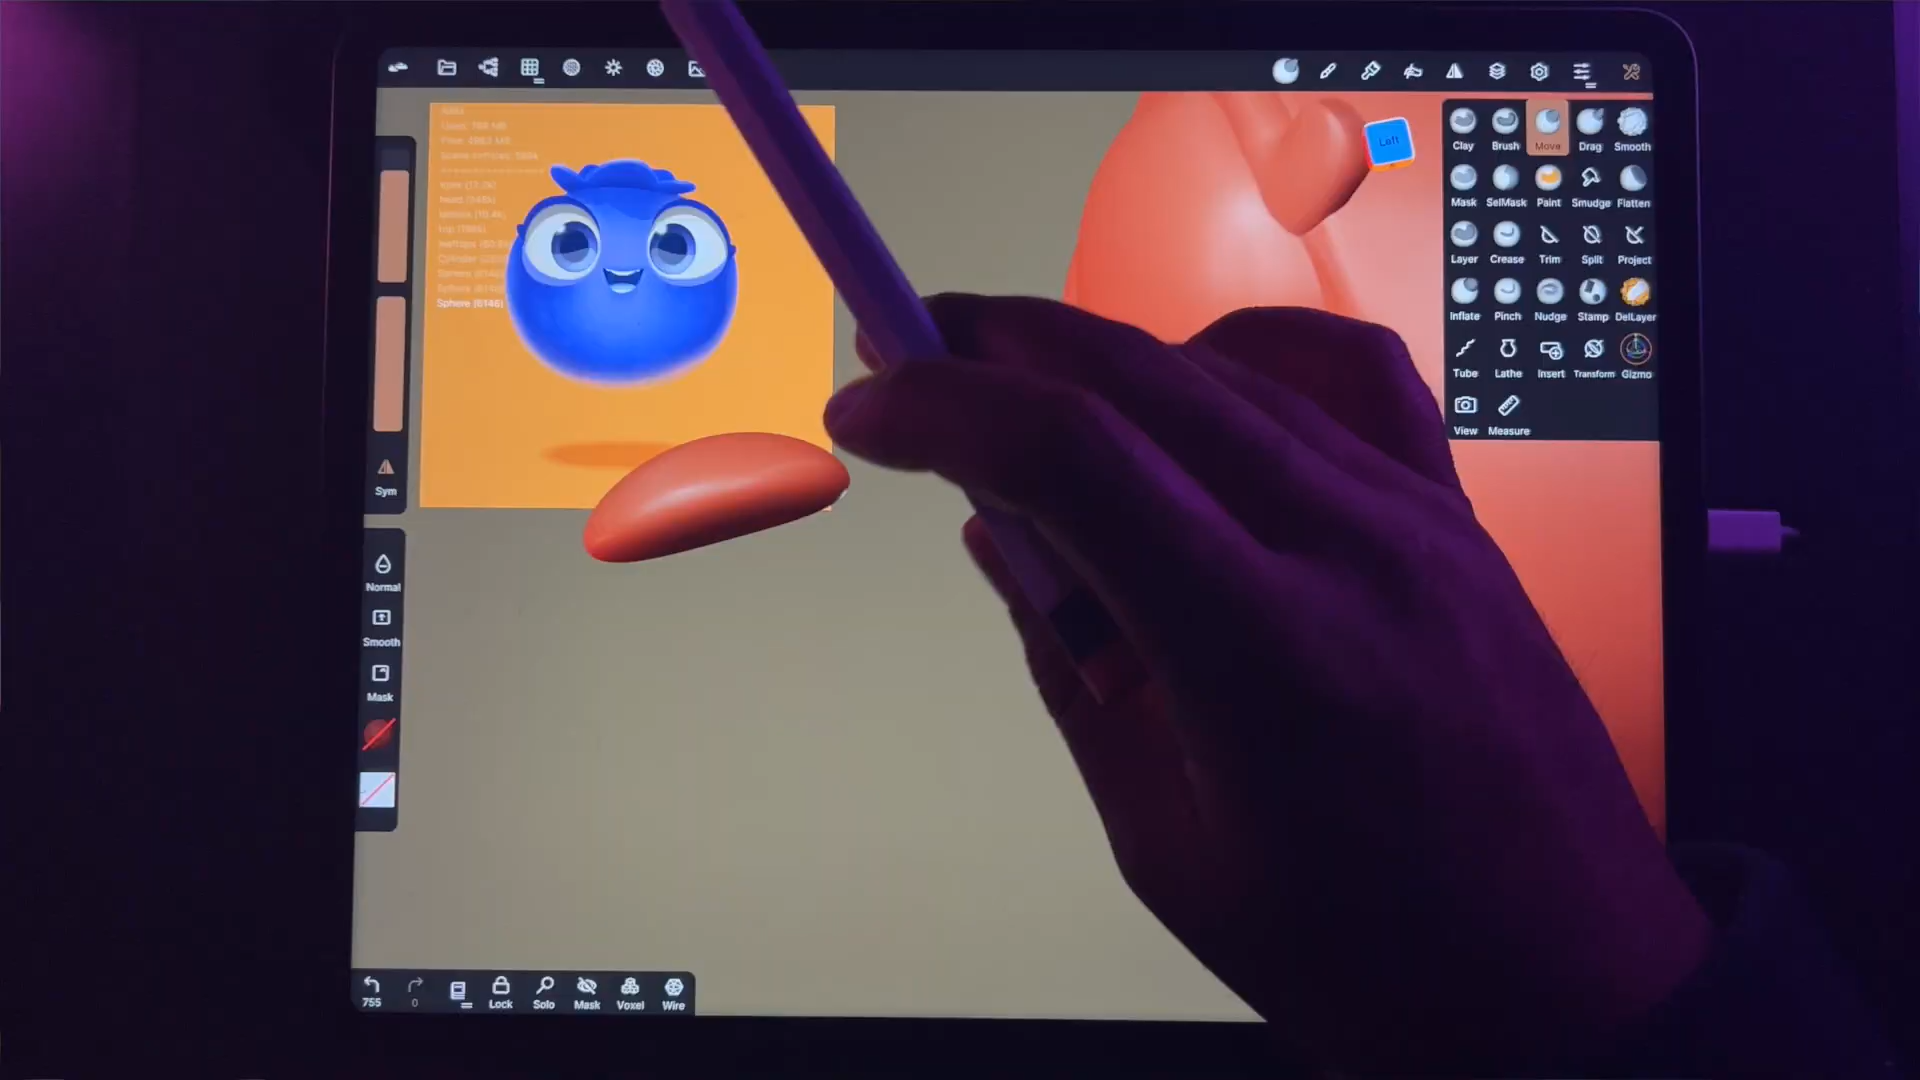 Left
Clay Brush Move Drag Smooth
Mask SelMask Paint Smudge Flatten
Layer Crease Trim Split Project
Inflate Pinch Nudge Stamp DelLayer
Tube Lathe Insert Transform Gizmo
View Measure
Sphere (6146)
Sym
Normal
Smooth
Mask
755 0 Lock Solo Mask Voxel Wire